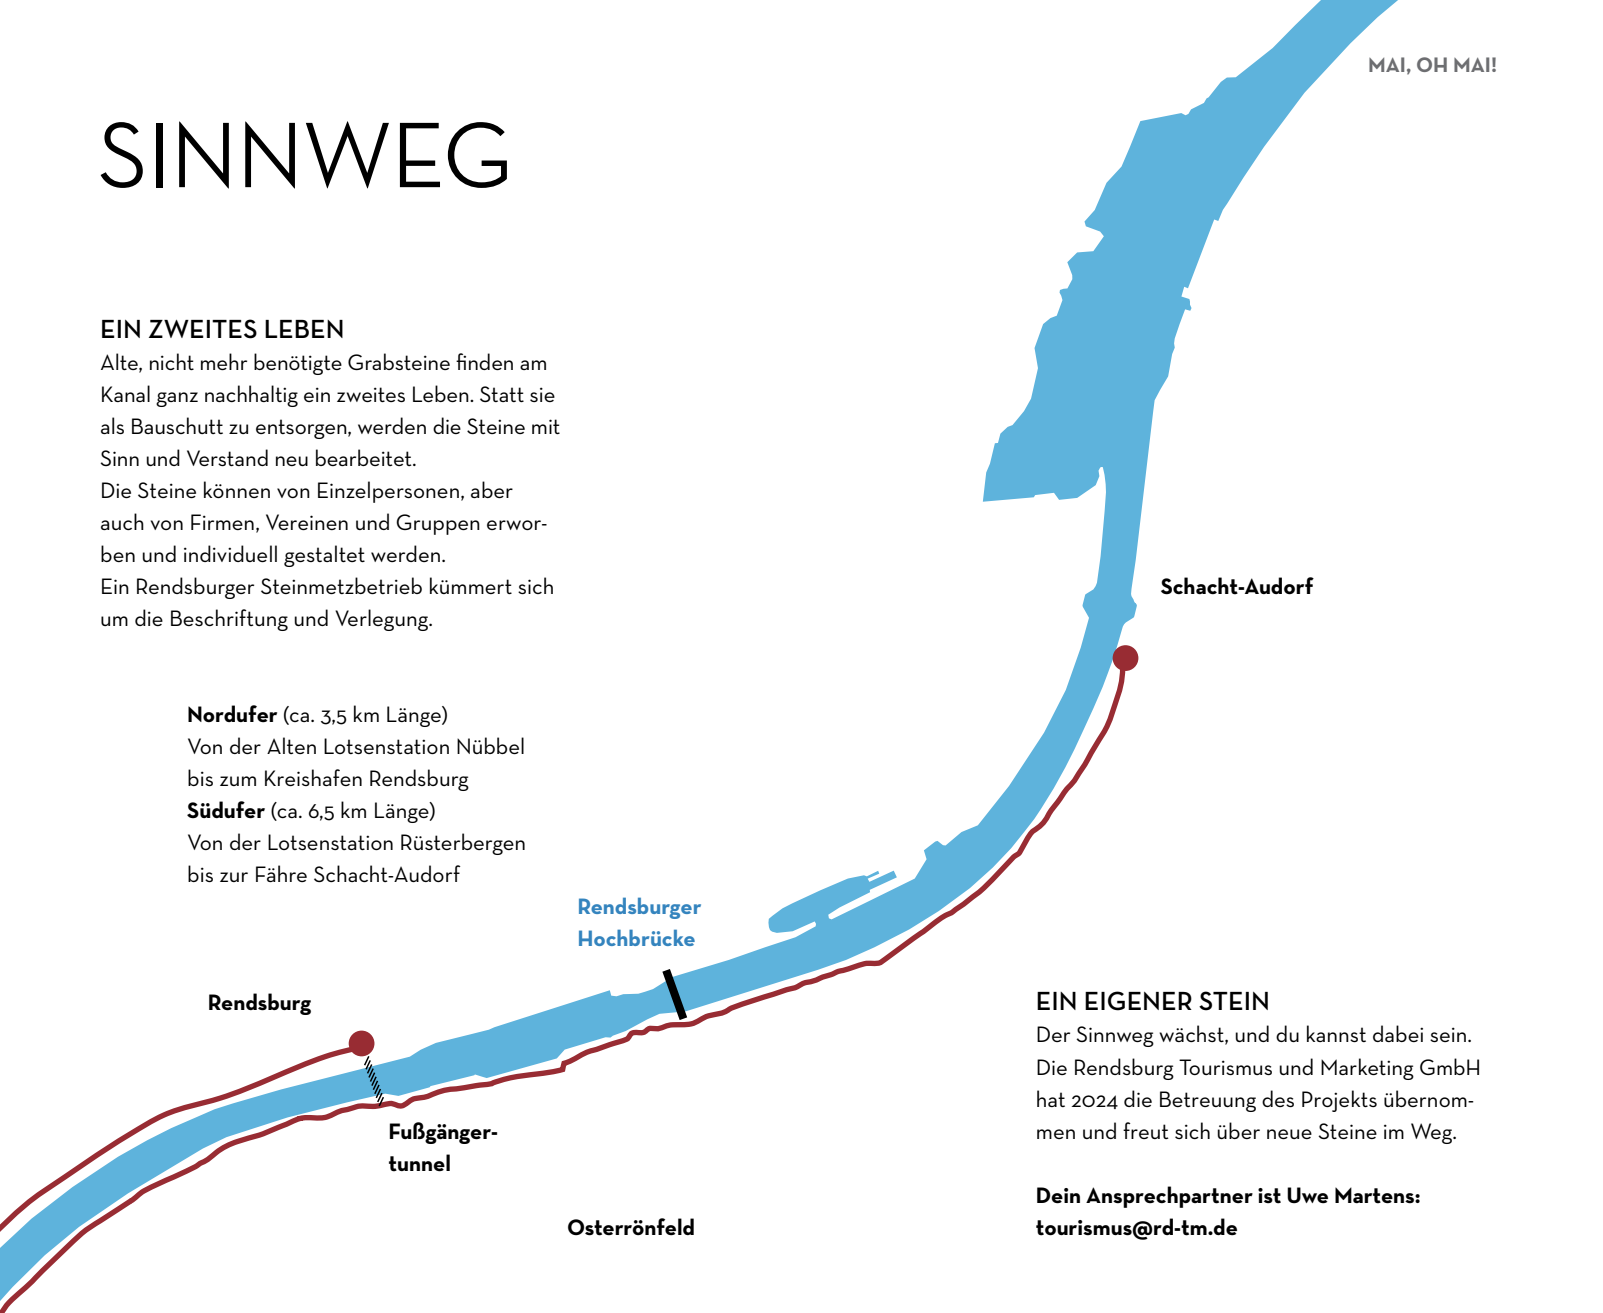 MAI, OH MAI!
SINNWEG
EIN ZWEITES LEBEN
Alte, nicht mehr benötigte Grabsteine finden am
Kanal ganz nachhaltig ein zweites Leben. Statt sie
als Bauschutt zu entsorgen, werden die Steine mit
Sinn und Verstand neu bearbeitet.
Die Steine können von Einzelpersonen, aber
auch von Firmen, Vereinen und Gruppen erwor-
ben und individuell gestaltet werden.
Ein Rendsburger Steinmetzbetrieb kümmert sich
um die Beschriftung und Verlegung.
Schacht-Audorf
Nordufer (ca. 3,5 km Länge)
Von der Alten Lotsenstation Nübbel
bis zum Kreishafen Rendsburg
Südufer (ca. 6,5 km Länge)
Von der Lotsenstation Rüsterbergen
bis zur Fähre Schacht-Audorf
Rendsburger
Hochbrücke
Rendsburg
Fußgänger-
tunnel
Osterrönfeld
EIN EIGENER STEIN
Der Sinnweg wächst, und du kannst dabei sein.
Die Rendsburg Tourismus und Marketing GmbH
hat 2024 die Betreuung des Projekts übernom-
men und freut sich über neue Steine im Weg.
Dein Ansprechpartner ist Uwe Martens:
tourismus@rd-tm.de